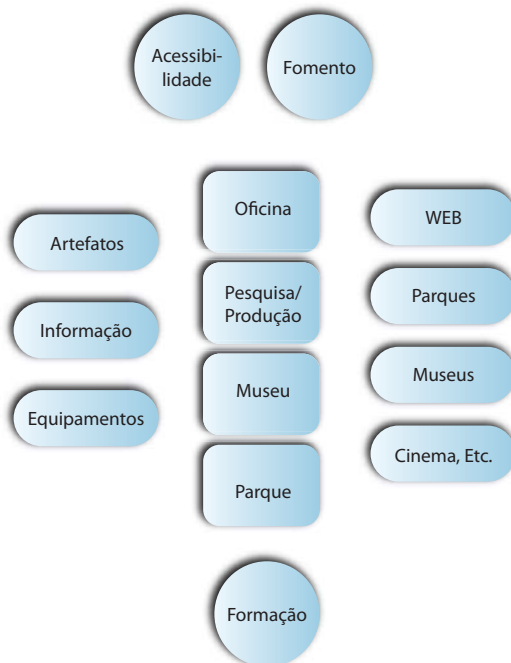 Acessibi-
lidade
Fomento
Artefatos
Informação
Equipamentos
Oficina
Pesquisa/
Produção
Museu
Parque
WEB
Parques
Museus
Cinema, Etc.
Formação